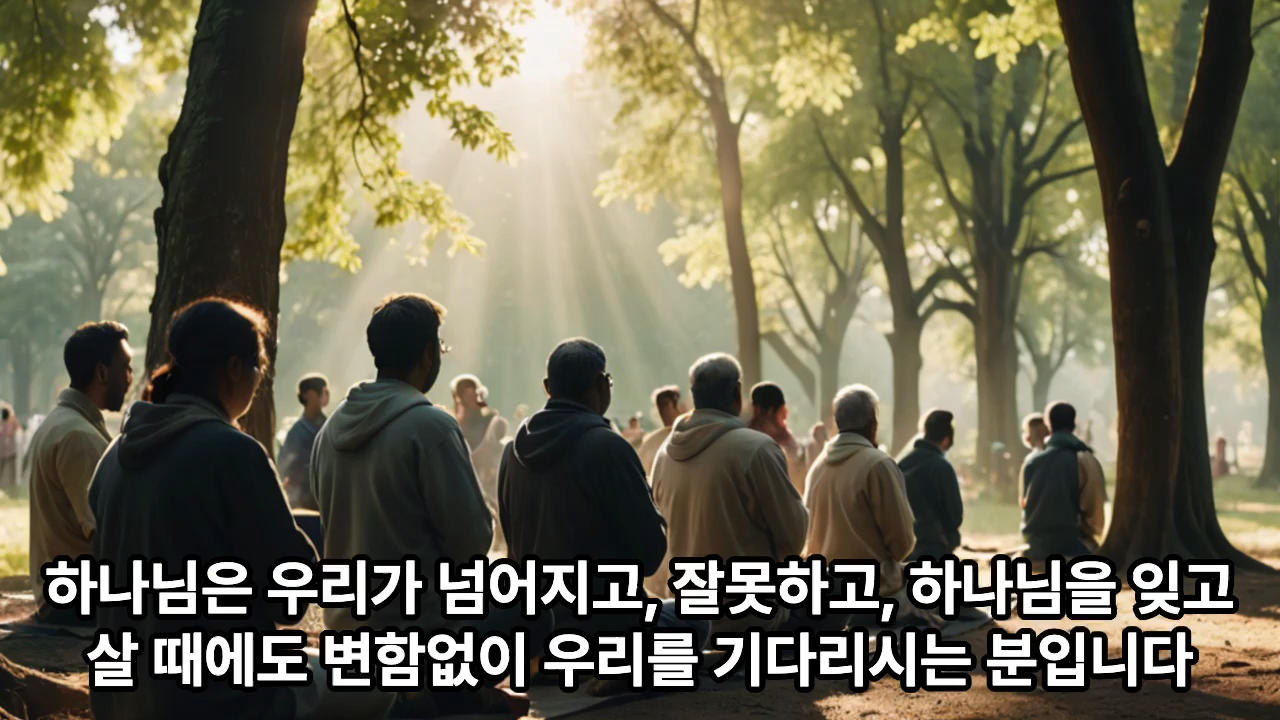 하나님은 우리가 넘어지고, 잘못하고, 하나님을 잊고
살 때에도 변함없이 우리를 기다리시는 분입니다